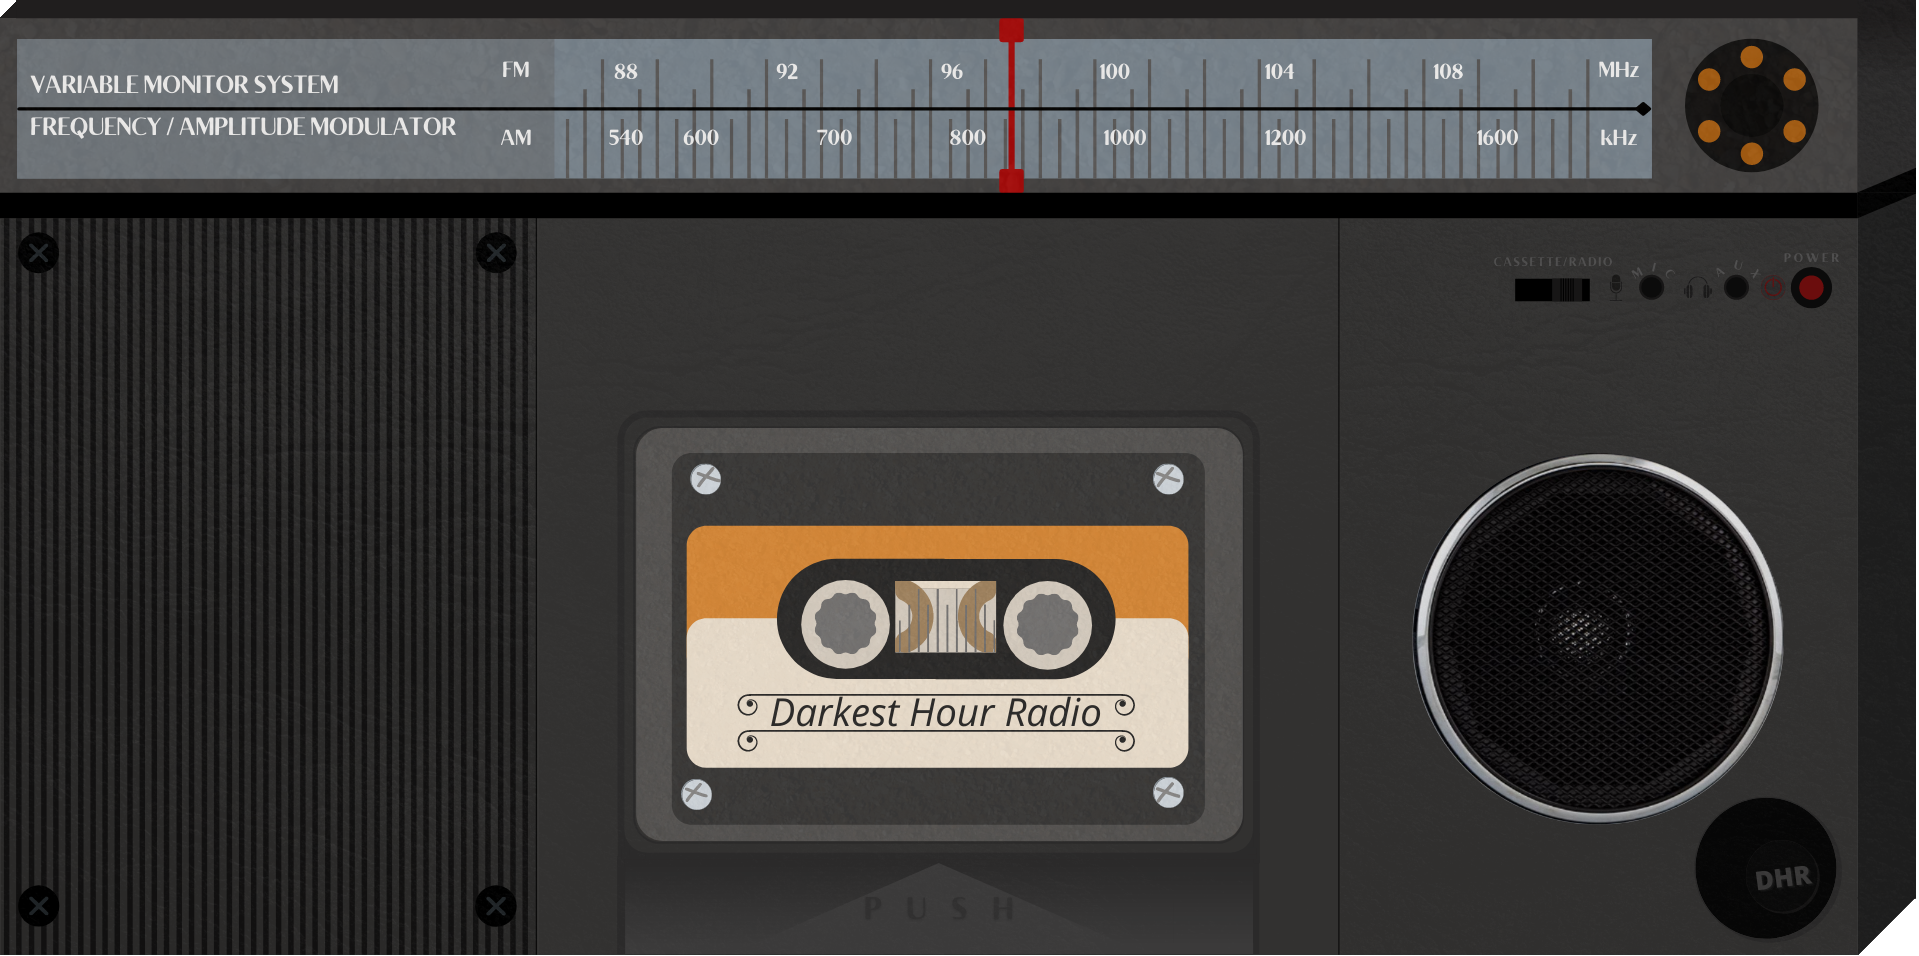 VARIABLE MONITOR SYSTEM
FM 88 92 96 100 104 108 MHz
FREQUENCY / AMPLITUDE MODULATOR
AM 540 600 700 800 1000 1200 1600 kHz
CASSETTE/RADIO MIC AUX POWER
Darkest Hour Radio
DHR
PUSH